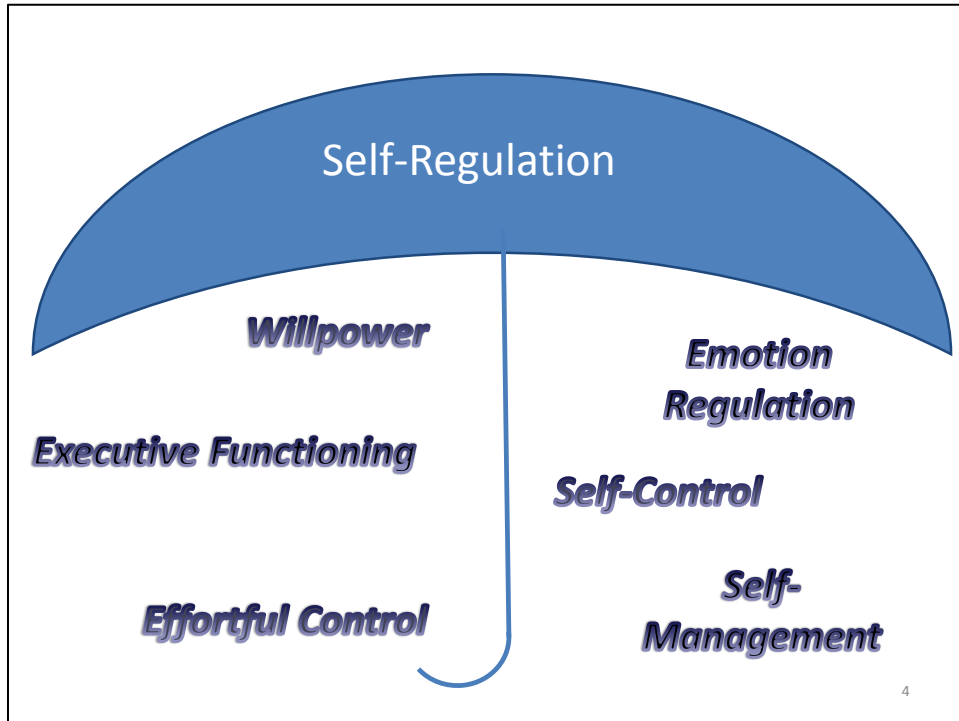 Self-Regulation
Willpower
Executive Functioning
Effortful Control
Emotion
Regulation
Self-Control
Self-
Management
4